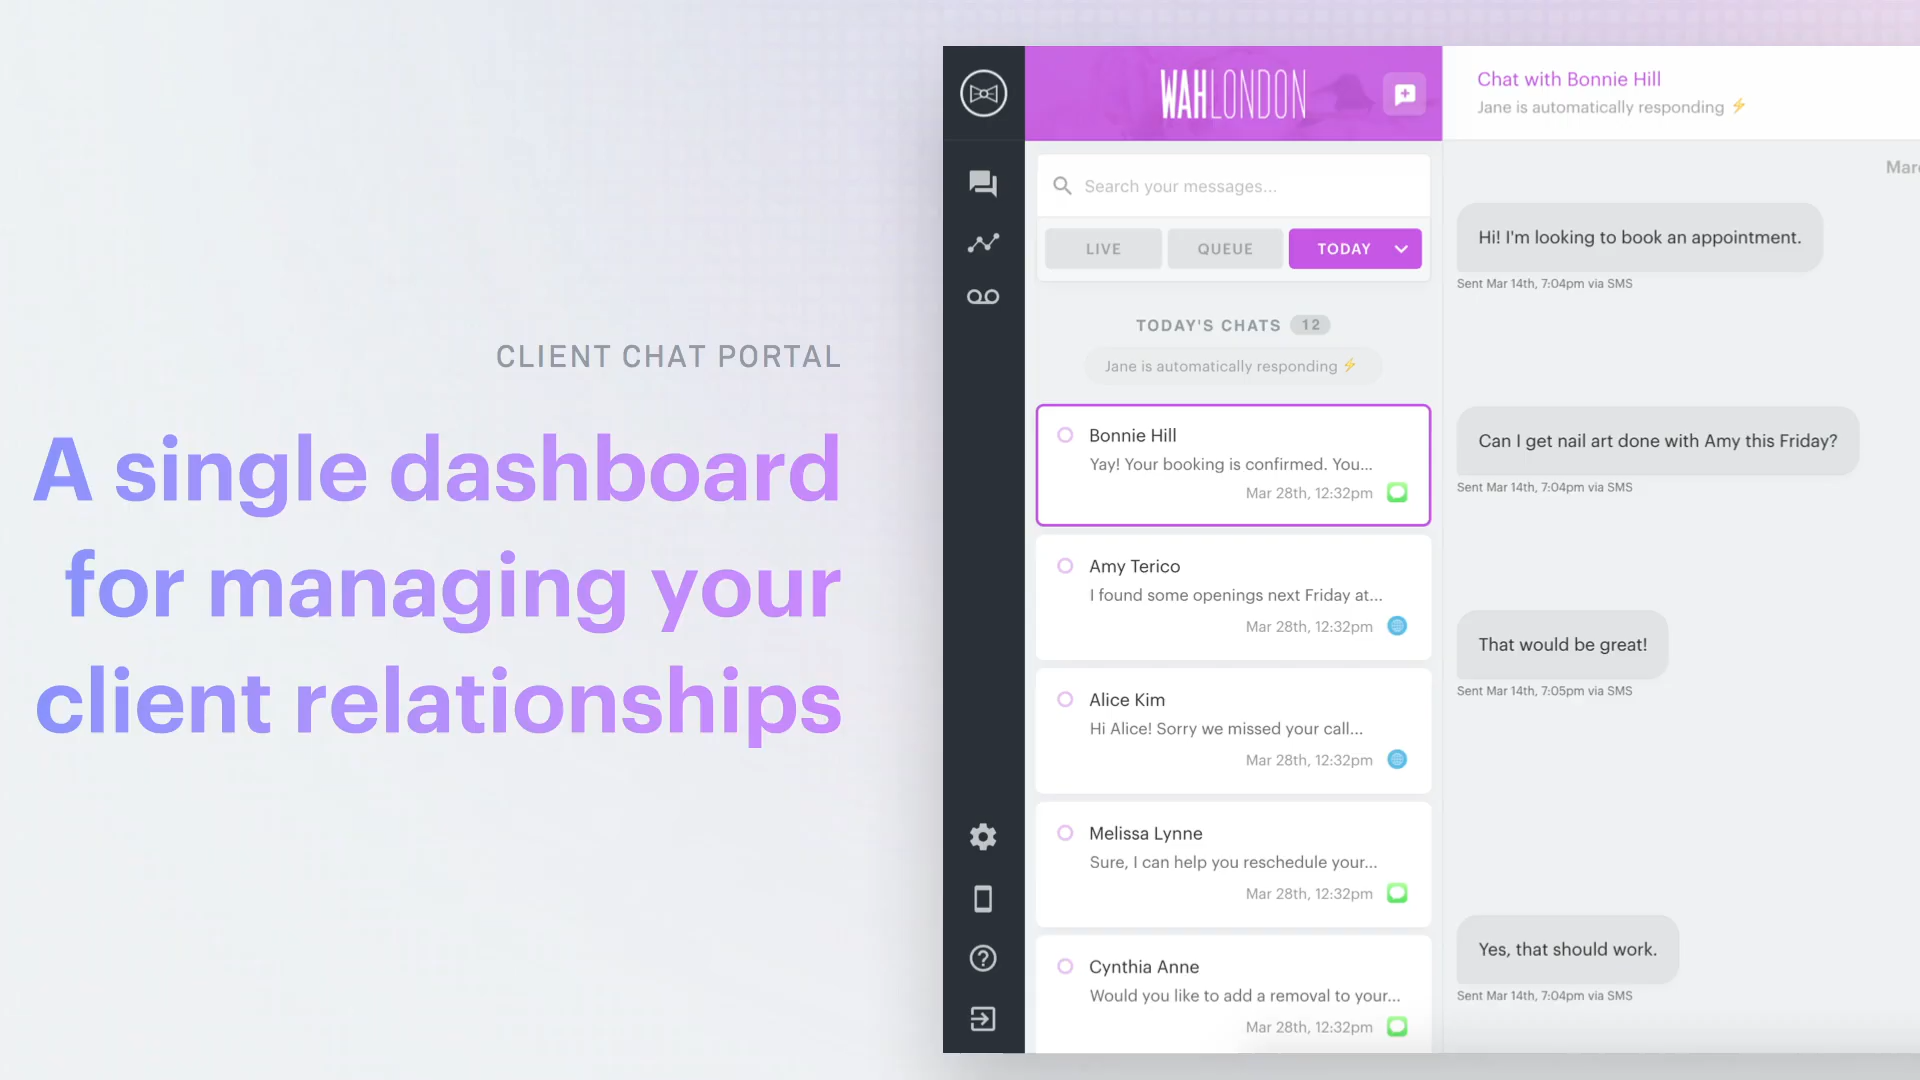 CLIENT CHAT PORTAL
A single dashboard
for managing your
client relationships
WAHLONDON
Search your messages...
LIVE
QUEUE
TODAY
TODAY'S CHATS 12
Jane is automatically responding ⚡
Bonnie Hill
Yay! Your booking is confirmed. You...
Mar 28th, 12:32pm
Amy Terico
I found some openings next Friday at...
Mar 28th, 12:32pm
Alice Kim
Hi Alice! Sorry we missed your call...
Mar 28th, 12:32pm
Melissa Lynne
Sure, I can help you reschedule your...
Mar 28th, 12:32pm
Cynthia Anne
Would you like to add a removal to your...
Mar 28th, 12:32pm
Chat with Bonnie Hill
Jane is automatically responding ⚡
Hi! I'm looking to book an appointment.
Sent Mar 14th, 7:04pm via SMS
Can I get nail art done with Amy this Friday?
Sent Mar 14th, 7:04pm via SMS
That would be great!
Sent Mar 14th, 7:05pm via SMS
Yes, that should work.
Sent Mar 14th, 7:04pm via SMS